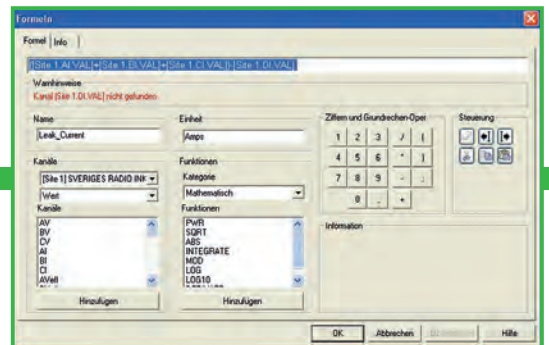 Formeln
Formel Info
[Site 1.AI.VAL]+[Site 1.BI.VAL]+[Site 1.CI.VAL]-[Site 1.DI.VAL]
Warnhinweise
Kanal [Site 1.DI.VAL] nicht gefunden
Name
Leak_Current
Einheit
Amps
Ziffern und Grundrechen-Oper
1 2 3 / (
4 5 6 * )
7 8 9 - ;
0 . +
Steuerung
Kanäle
[Site 1] SVERIGES RADIO INK
Wert
Kanäle
AV
BV
CV
AI
BI
CI
AVeff
Hinzufügen
Funktionen
Kategorie
Mathematisch
Funktionen
PWR
SQRT
ABS
INTEGRATE
MOD
LOG
LOG10
Hinzufügen
Information
OK Abbrechen Hilfe